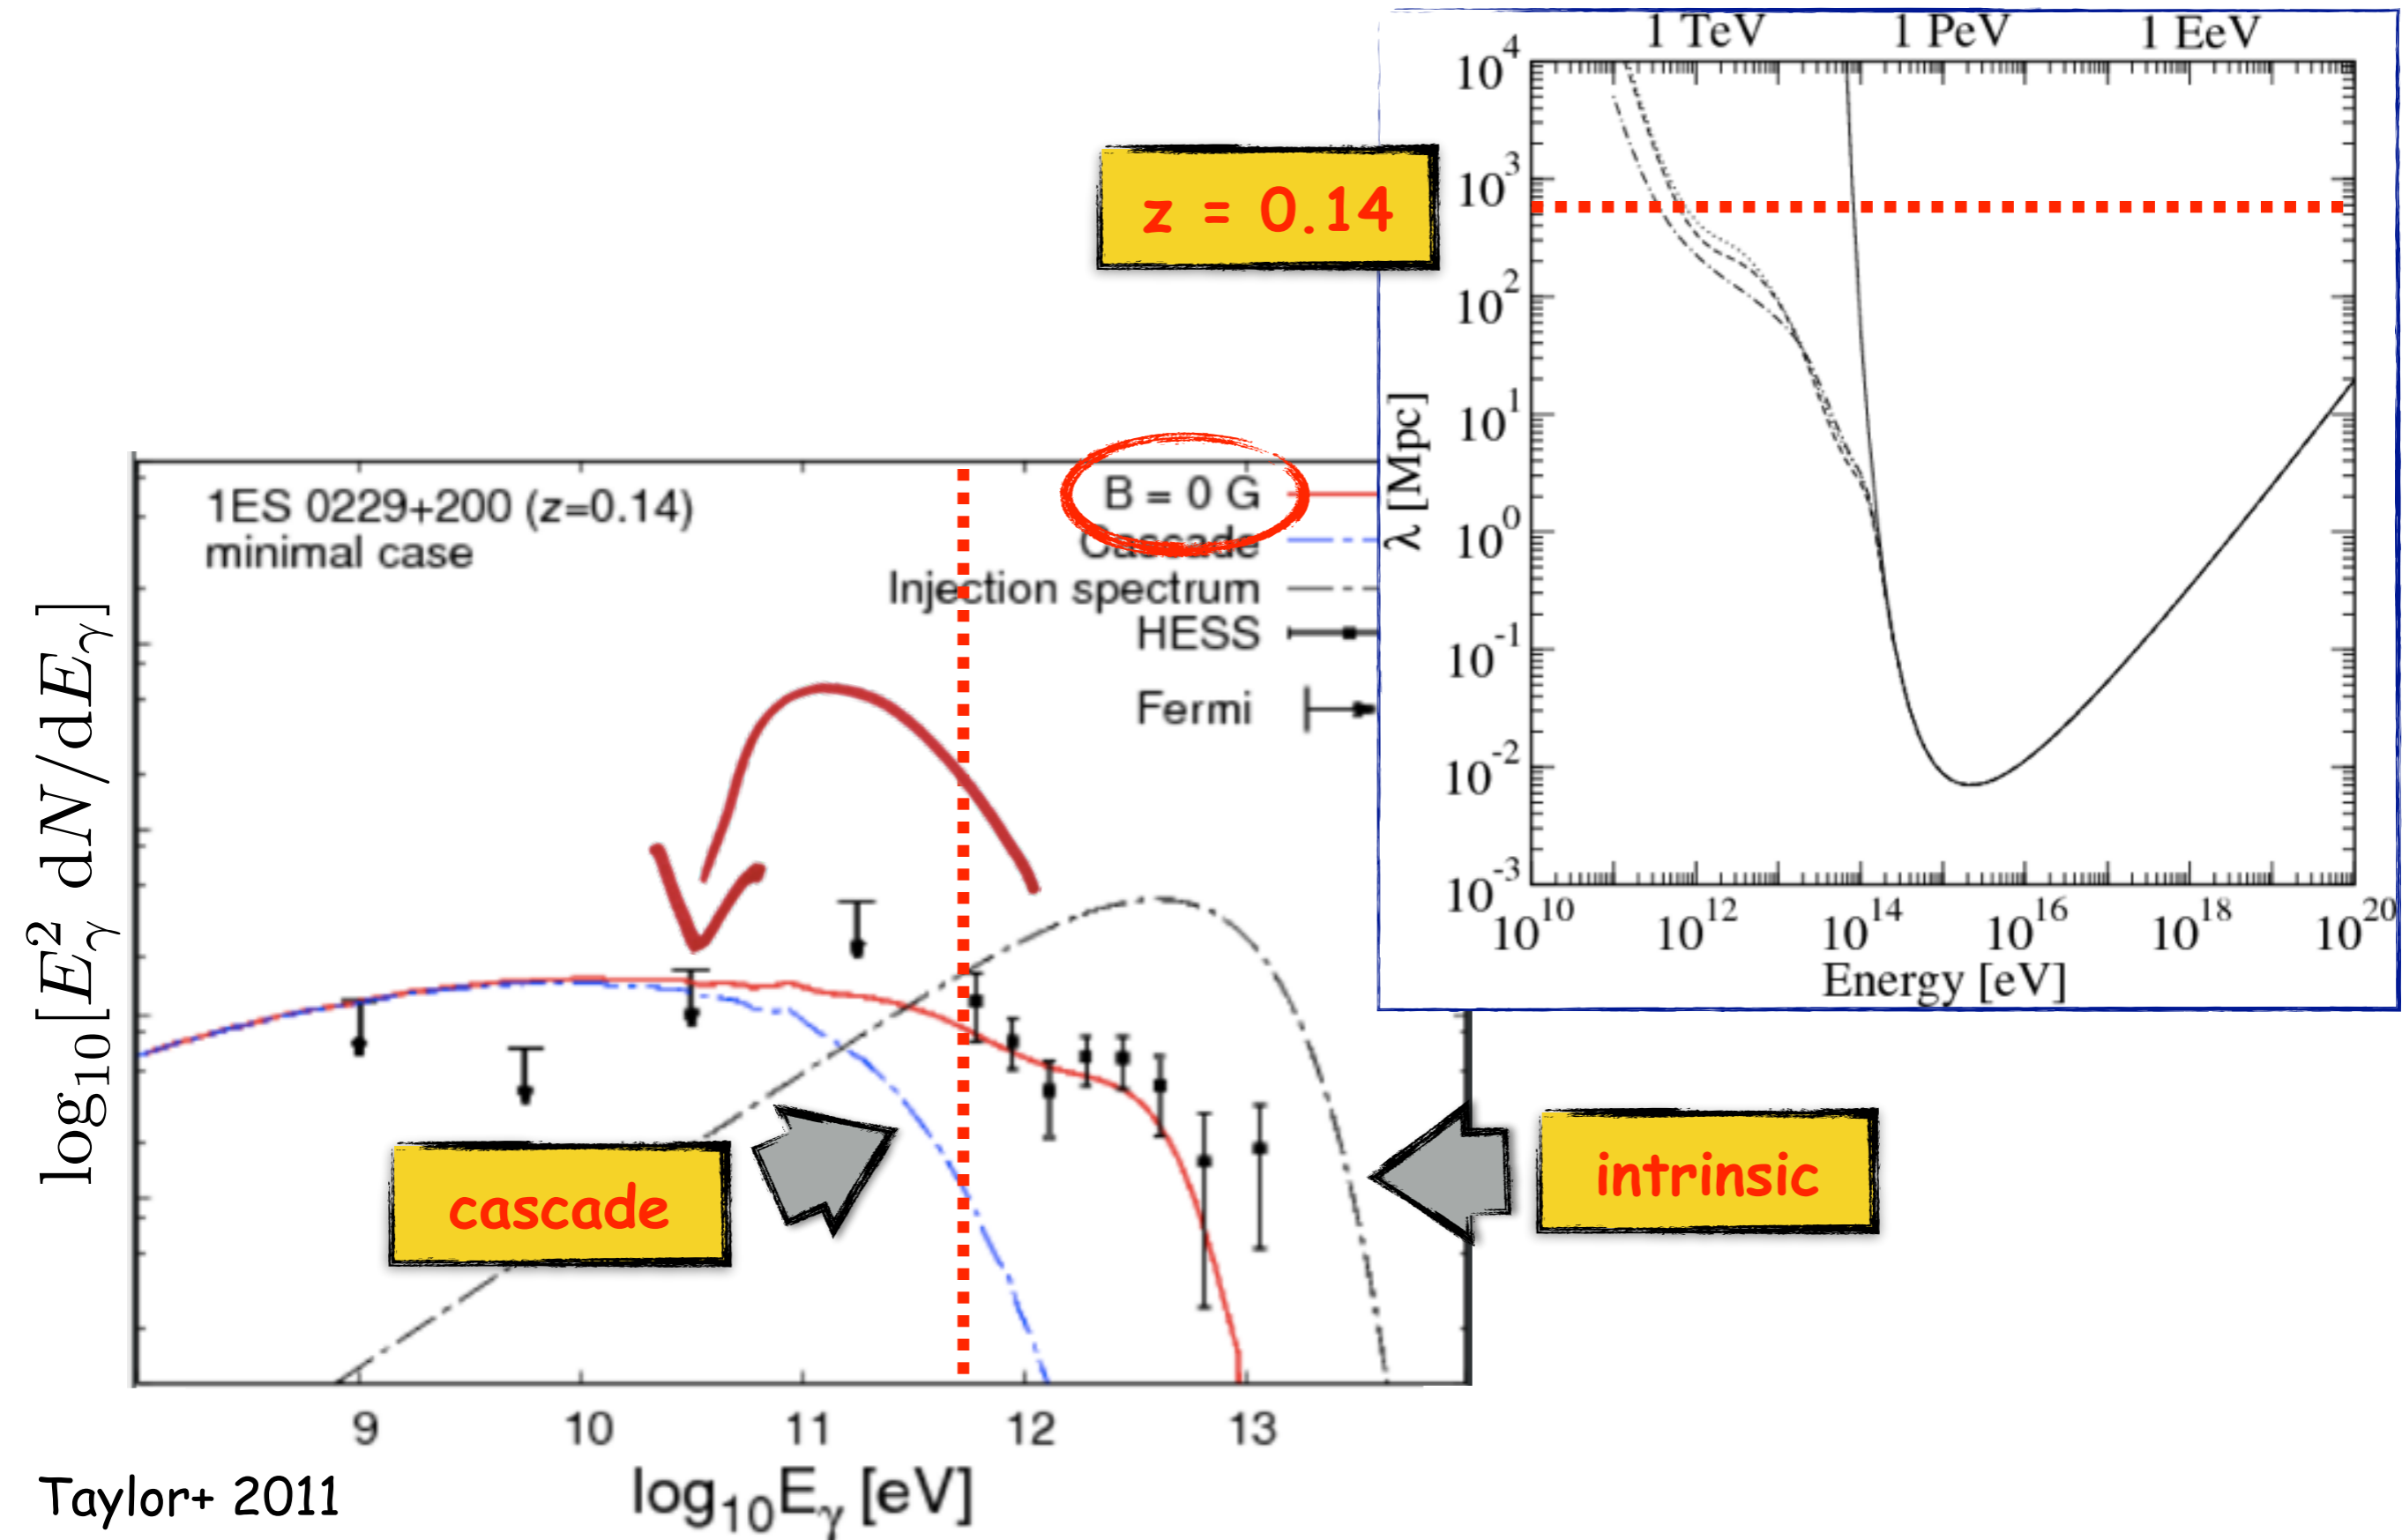 1 TeV 1 PeV 1 EeV
10^4
10^3
10^2
10^1
10^0
10^-1
10^-2
10^-3
λ [Mpc]
10^10 10^12 10^14 10^16 10^18 10^20
Energy [eV]
z = 0.14
1ES 0229+200 (z=0.14)
minimal case
B = 0 G
Cascade
Injection spectrum
HESS
Fermi
log₁₀[E²_γ dN/dE_γ]
cascade
intrinsic
9 10 11 12 13
log₁₀E_γ [eV]
Taylor+ 2011